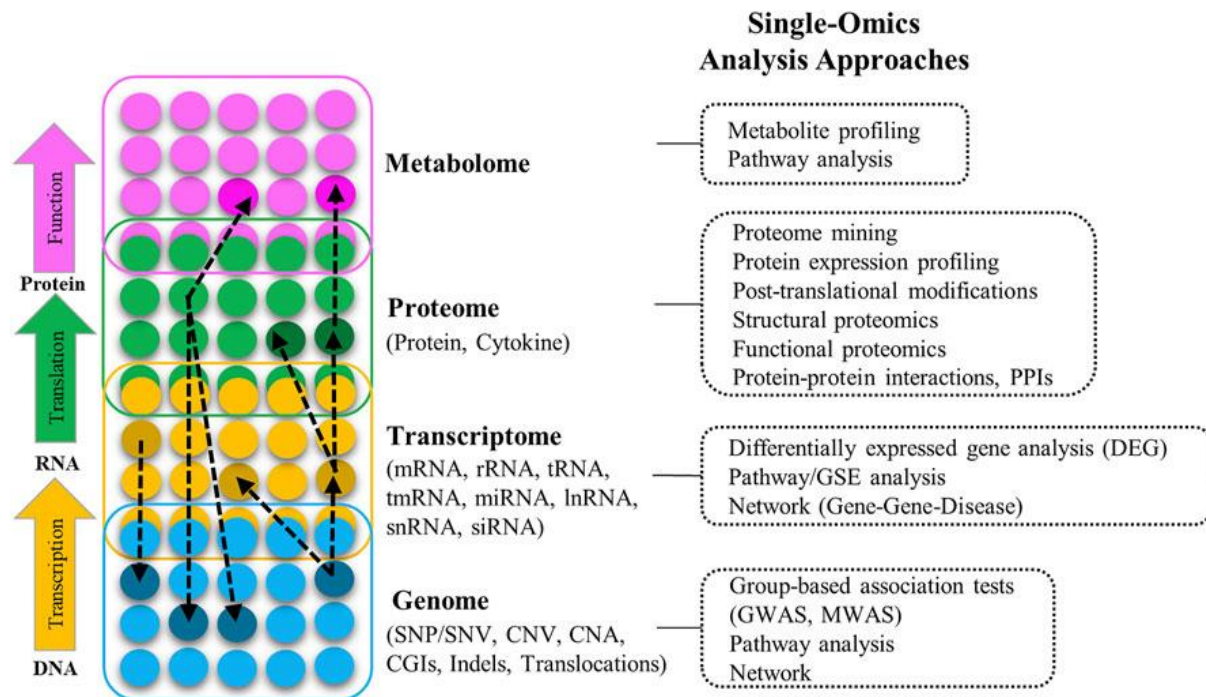 Single-Omics
Analysis Approaches
Function
Protein
Translation
RNA
Transcription
DNA
Metabolome
Metabolite profiling
Pathway analysis
Proteome
(Protein, Cytokine)
Proteome mining
Protein expression profiling
Post-translational modifications
Structural proteomics
Functional proteomics
Protein-protein interactions, PPIs
Transcriptome
(mRNA, rRNA, tRNA,
tmRNA, miRNA, lnRNA,
snRNA, siRNA)
Differentially expressed gene analysis (DEG)
Pathway/GSE analysis
Network (Gene-Gene-Disease)
Genome
(SNP/SNV, CNV, CNA,
CGIs, Indels, Translocations)
Group-based association tests
(GWAS, MWAS)
Pathway analysis
Network